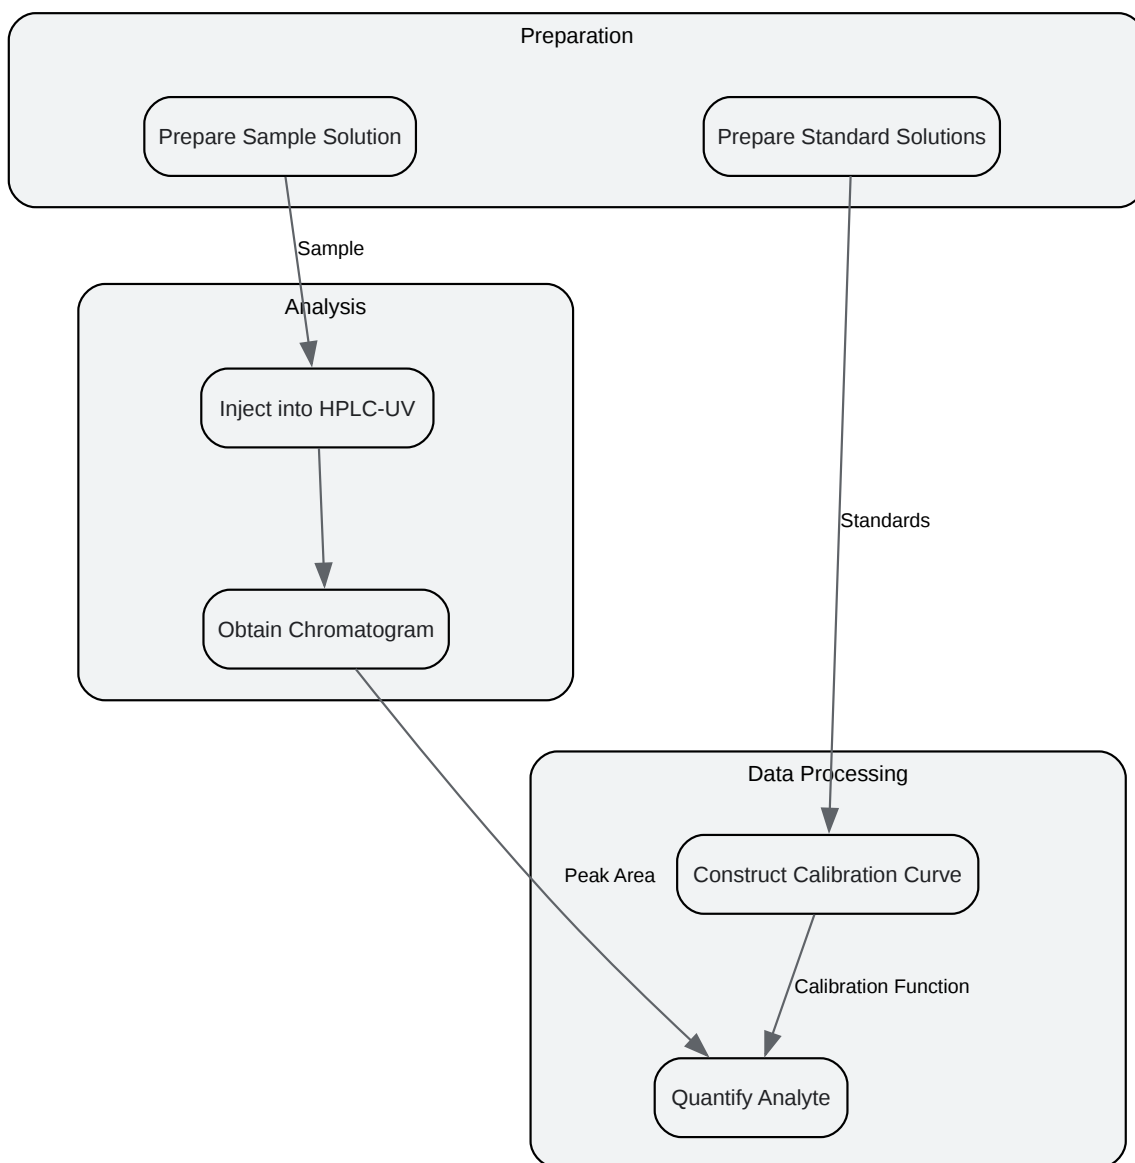 Preparation
Prepare Sample Solution
Prepare Standard Solutions
Sample
Analysis
Inject into HPLC-UV
Standards
Obtain Chromatogram
Data Processing
Peak Area
Construct Calibration Curve
Calibration Function
Quantify Analyte